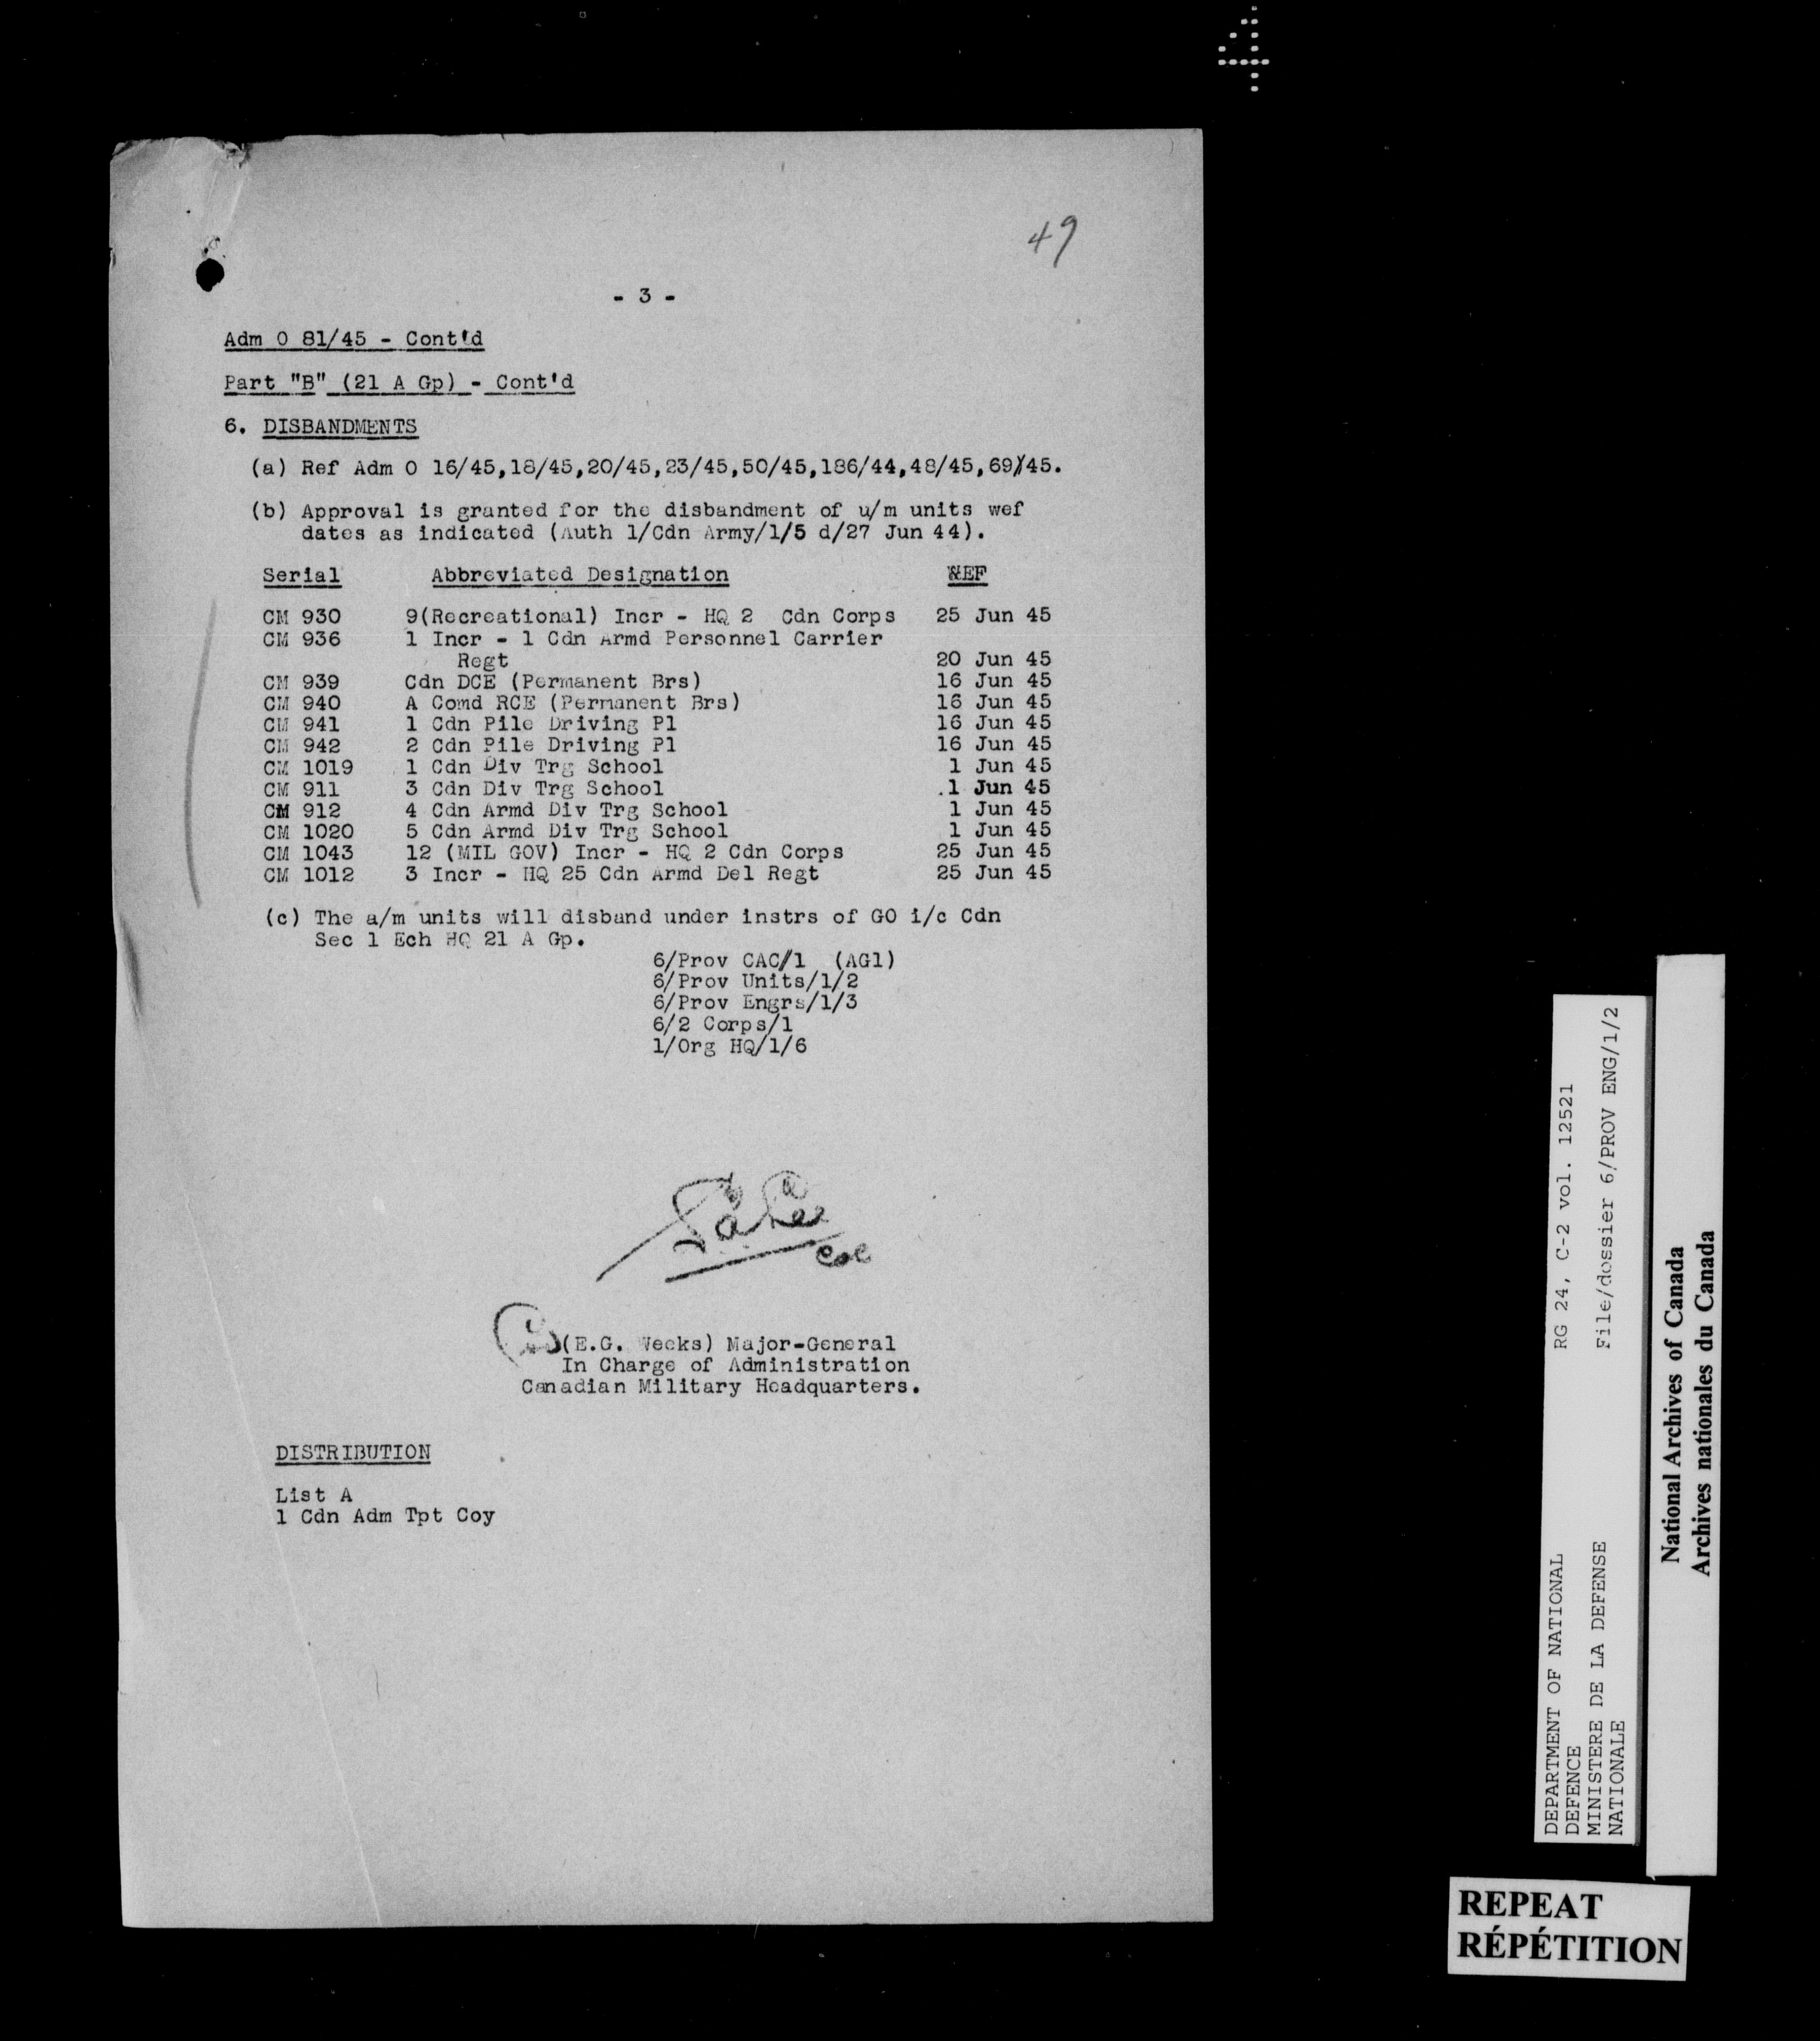 4
49
- 3 -
Adm O 81/45 - Cont'd
Part "B" (21 A Gp) - Cont'd
6. DISBANDMENTS
(a) Ref Adm O 16/45,18/45,20/45,23/45,50/45,186/44,48/45,69/45.
(b) Approval is granted for the disbandment of u/m units wef
dates as indicated (Auth 1/Cdn Army/1/5 d/27 Jun 44).
Serial Abbreviated Designation WEF
CM 930 9(Recreational) Incr - HQ 2 Cdn Corps 25 Jun 45
CM 936 1 Incr - 1 Cdn Armd Personnel Carrier
Regt 20 Jun 45
CM 939 Cdn DCE (Permanent Brs) 16 Jun 45
CM 940 A Comd RCE (Permanent Brs) 16 Jun 45
CM 941 1 Cdn Pile Driving Pl 16 Jun 45
CM 942 2 Cdn Pile Driving Pl 16 Jun 45
CM 1019 1 Cdn Div Trg School 1 Jun 45
CM 911 3 Cdn Div Trg School 1 Jun 45
CM 912 4 Cdn Armd Div Trg School 1 Jun 45
CM 1020 5 Cdn Armd Div Trg School 1 Jun 45
CM 1043 12 (MIL GOV) Incr - HQ 2 Cdn Corps 25 Jun 45
CM 1012 3 Incr - HQ 25 Cdn Armd Del Regt 25 Jun 45
(c) The a/m units will disband under instrs of GO i/c Cdn
Sec 1 Ech HQ 21 A Gp.
6/Prov CAC/1 (AG1)
6/Prov Units/1/2
6/Prov Engrs/1/3
6/2 Corps/1
1/Org HQ/1/6
Col
(E.G. Weeks) Major-General
In Charge of Administration
Canadian Military Headquarters.
DISTRIBUTION
List A
1 Cdn Adm Tpt Coy
DEPARTMENT OF NATIONAL RG 24, C-2 vol. 12521
DEFENCE
MINISTERE DE LA DEFENSE File/dossier 6/PROV ENG/1/2
NATIONALE
National Archives of Canada
Archives nationales du Canada
REPEAT
RÉPÉTITION